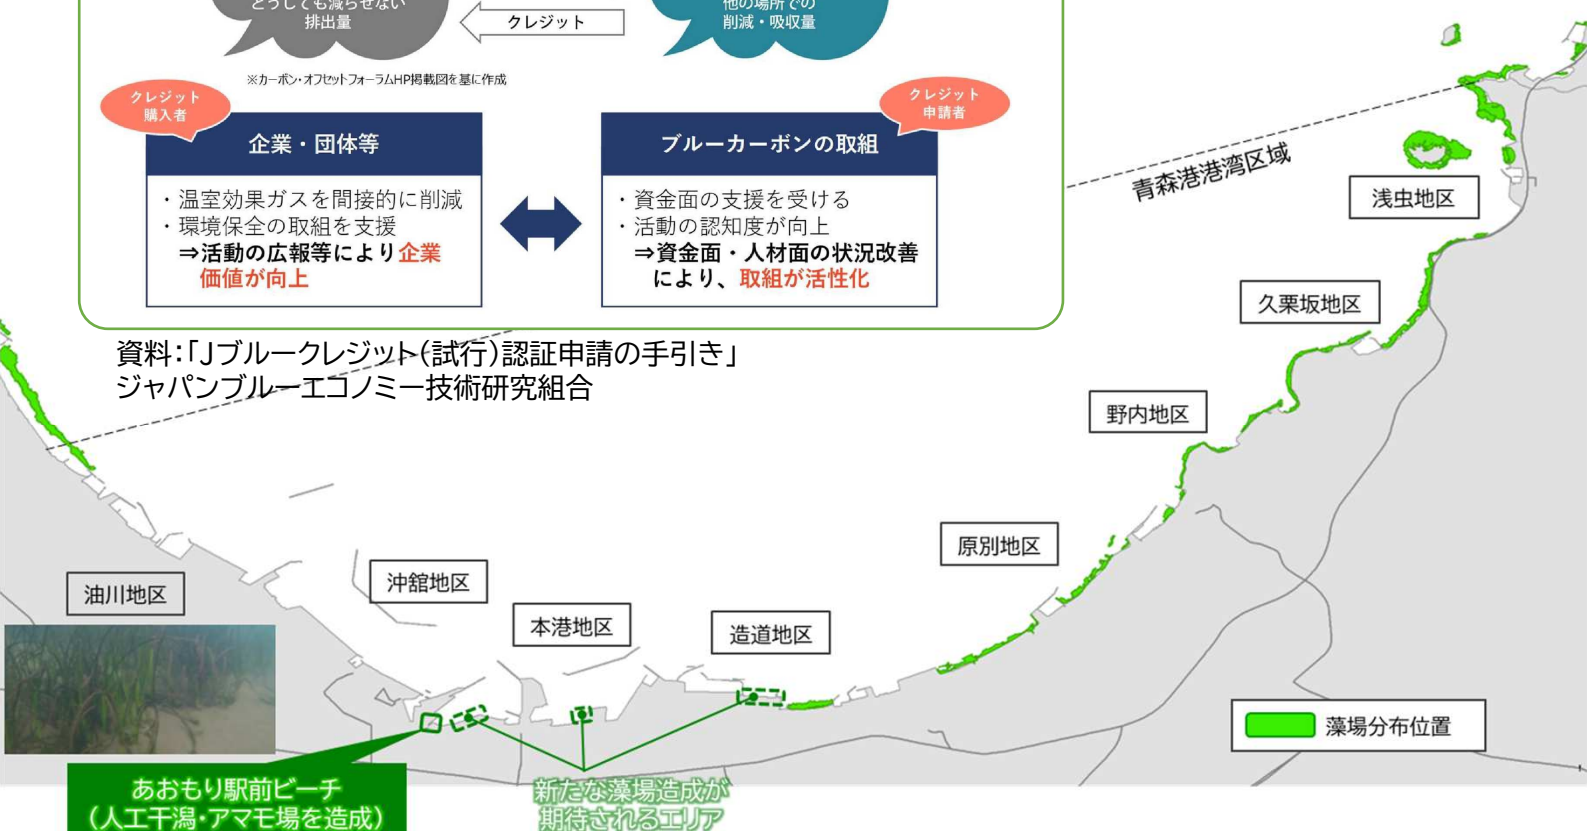 どうしても減らせない
排出量
クレジット
他の場所での
削減・吸収量
※カーボン・オフセットフォーラムHP掲載図を基に作成
クレジット
購入者
クレジット
申請者
企業・団体等
・温室効果ガスを間接的に削減
・環境保全の取組を支援
⇒活動の広報等により企業
価値が向上
ブルーカーボンの取組
・資金面の支援を受ける
・活動の認知度が向上
⇒資金面・人材面の状況改善
により、取組が活性化
資料:「Jブルークレジット(試行)認証申請の手引き」
ジャパンブルーエコノミー技術研究組合
青森港港湾区域
浅虫地区
久栗坂地区
野内地区
原別地区
造道地区
本港地区
沖舘地区
油川地区
藻場分布位置
あおもり駅前ビーチ
(人工干潟・アマモ場を造成)
新たな藻場造成が
期待されるエリア